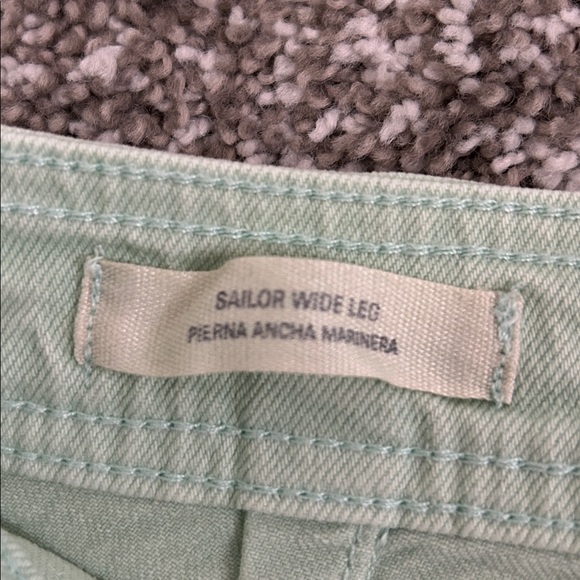 SAILOR WIDE LEG
PIERNA ANCHA MARINERA